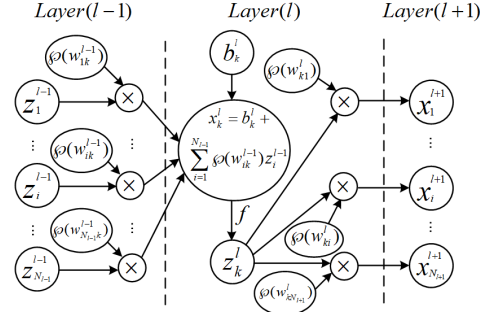 Layer(l−1) Layer(l) Layer(l+1)
℘(w_{1k}^{l-1})
×
z_1^{l-1}
⋮
℘(w_{ik}^{l-1})
⋮
×
z_i^{l-1}
⋮
℘(w_{N_{l-1}k}^{l-1})
⋮
×
z_{N_{l-1}}^{l-1}
b_k^l
x_k^l = b_k^l +
\sum_{i=1}^{N_{l-1}} ℘(w_{ik}^{l-1}) z_i^{l-1}
f
z_k^l
℘(w_{k1}^l)
×
x_1^{l+1}
⋮
⋮
×
x_i^{l+1}
℘(w_{ki}^l)
⋮
×
x_{N_{l+1}}^{l+1}
℘(w_{kN_{l+1}}^l)